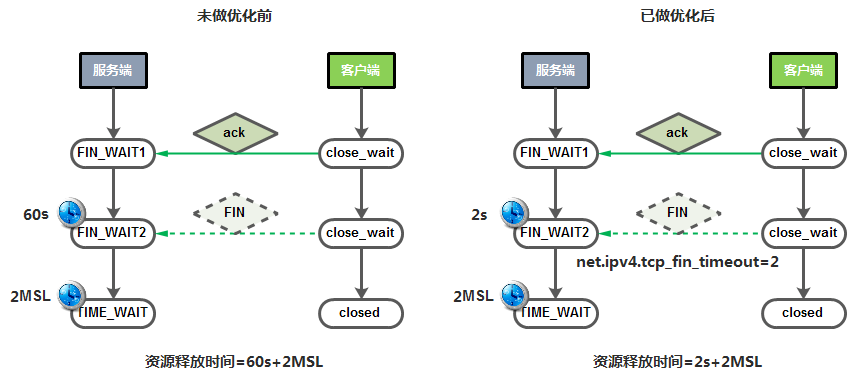 未做优化前
服务端
客户端
ack
FIN_WAIT1
close_wait
60s
FIN
FIN_WAIT2
close_wait
2MSL
TIME_WAIT
closed
资源释放时间=60s+2MSL
已做优化后
服务端
客户端
ack
FIN_WAIT1
close_wait
2s
FIN
FIN_WAIT2
close_wait
net.ipv4.tcp_fin_timeout=2
2MSL
TIME_WAIT
closed
资源释放时间=2s+2MSL